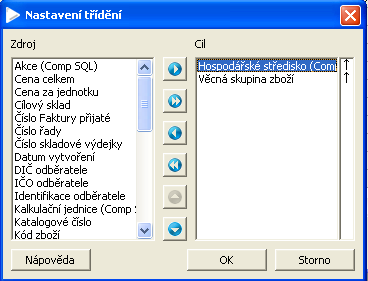 Nastavení třídění
Zdroj
Cíl
Akce (Comp SQL)
Cena celkem
Cena za jednotku
Cílový sklad
Číslo Faktury přijaté
Číslo řady
Číslo skladové výdejky
Datum vytvoření
DIČ odběratele
IČO odběratele
Identifikace odběratele
Kalkulační jednice (Comp S
Katalogové číslo
Kód zboží
Hospodářské středisko (Comp ↑
Věcná skupina zboží ↑
Nápověda
OK
Storno